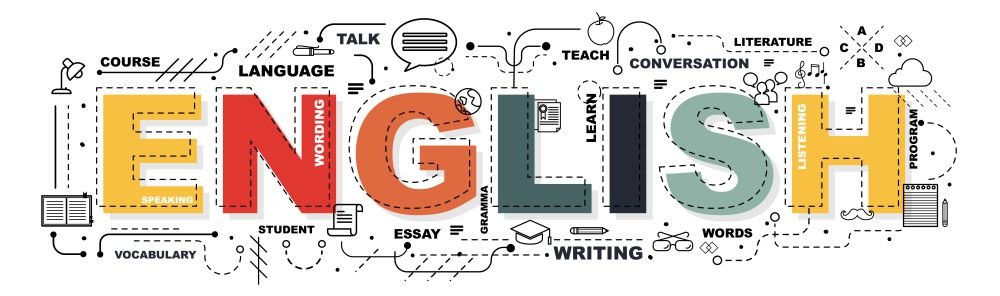 COURSE
LANGUAGE
TALK
TEACH
CONVERSATION
LITERATURE
A
C D
B
ENGLISH
SPEAKING
WORDING
GRAMMA
LEARN
LISTENING
PROGRAM
VOCABULARY
STUDENT
ESSAY
WRITING
WORDS